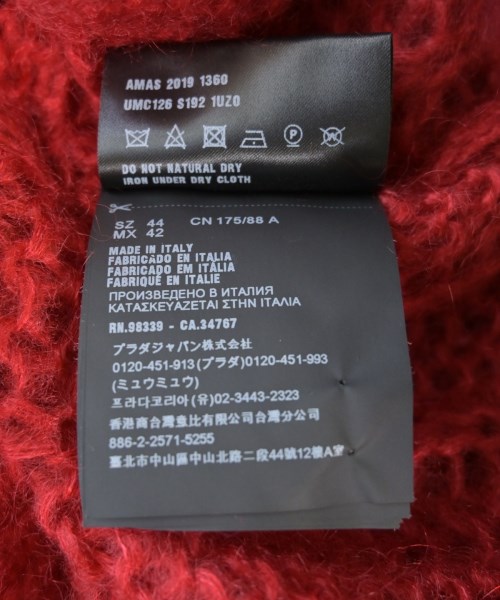 AMAS 2019 1360
UMC126 S192 1UZ0
P
DO NOT NATURAL DRY
IRON UNDER DRY CLOTH
SZ 44 CN 175/88 A
MX 42
MADE IN ITALY
FABRICADO EN ITALIA
FABRICADO EM ITÁLIA
FABRIQUÉ EN ITALIE
ПРОИЗВЕДЕНО В ИТАЛИЯ
ΚΑΤΑΣΚΕΥΑΖΕΤΑΙ ΣΤΗΝ ΙΤΑΛΙΑ
RN.98339 - CA.34767
プラダジャパン(株)
0120-451-913(プラダ)0120-451-993
(ミュウミュウ)
프라다코리아(유)02-3443-2323
香港商台灣查比有限公司台灣分公司
886-2-2571-5255
臺北市中山區中山北路二段44號12樓A室